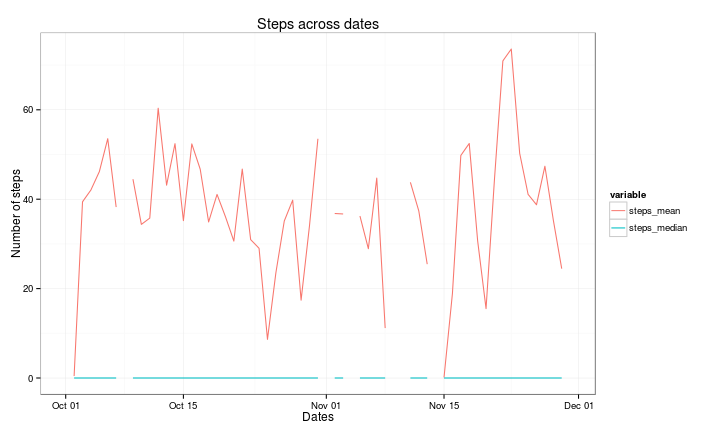 Steps across dates
Number of steps
60
40
20
0
Oct 01
Oct 15
Nov 01
Nov 15
Dec 01
Dates
variable
steps_mean
steps_median